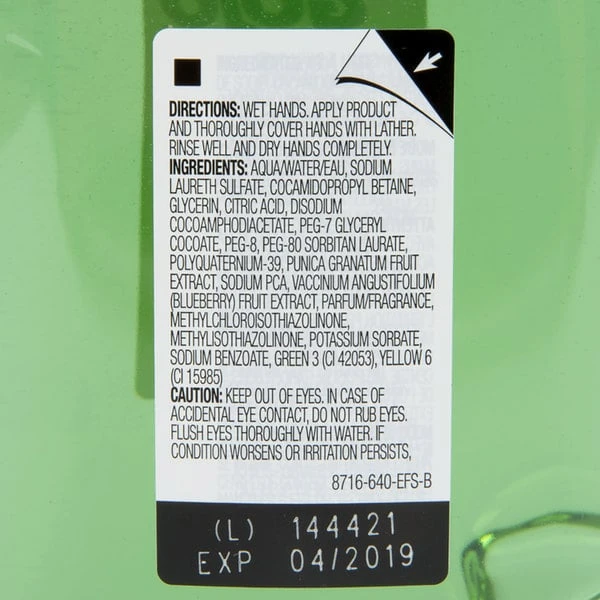 DIRECTIONS: WET HANDS. APPLY PRODUCT
AND THOROUGHLY COVER HANDS WITH LATHER.
RINSE WELL AND DRY HANDS COMPLETELY.
INGREDIENTS: AQUA/WATER/EAU, SODIUM
LAURETH SULFATE, COCAMIDOPROPYL BETAINE,
GLYCERIN, CITRIC ACID, DISODIUM
COCOAMPHODIACETATE, PEG-7 GLYCERYL
COCOATE, PEG-8, PEG-80 SORBITAN LAURATE,
POLYQUATERNIUM-39, PUNICA GRANATUM FRUIT
EXTRACT, SODIUM PCA, VACCINIUM ANGUSTIFOLIUM
(BLUEBERRY) FRUIT EXTRACT, PARFUM/FRAGRANCE,
METHYLCHLOROISOTHIAZOLINONE,
METHYLISOTHIAZOLINONE, POTASSIUM SORBATE,
SODIUM BENZOATE, GREEN 3 (CI 42053), YELLOW 6
(CI 15985)
CAUTION: KEEP OUT OF EYES. IN CASE OF
ACCIDENTAL EYE CONTACT, DO NOT RUB EYES.
FLUSH EYES THOROUGHLY WITH WATER. IF
CONDITION WORSENS OR IRRITATION PERSISTS,
8716-640-EFS-B
(L) 144421
EXP 04/2019